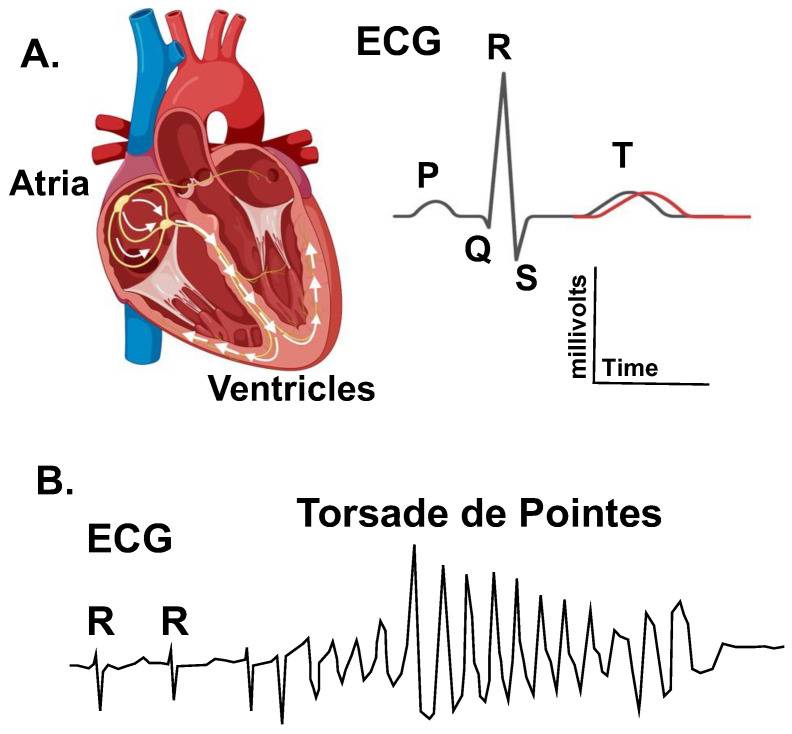 A.
ECG
R
Atria
P
T
Q
S
millivolts
Time
Ventricles
B.
Torsade de Pointes
ECG
R R